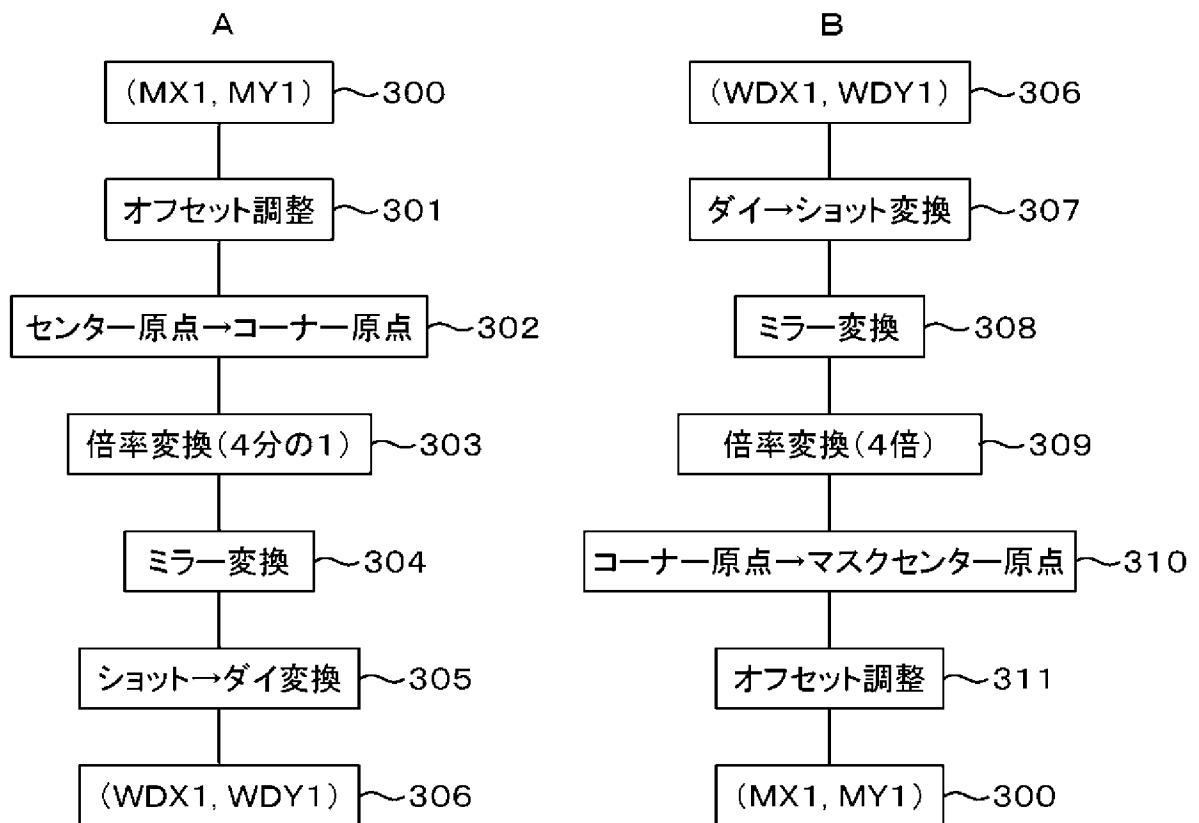 A
(MX1, MY1) 300
オフセット調整 301
センター原点→コーナー原点 302
倍率変換(4分の1) 303
ミラー変換 304
ショット→ダイ変換 305
(WDX1, WDY1) 306
B
(WDX1, WDY1) 306
ダイ→ショット変換 307
ミラー変換 308
倍率変換(4倍) 309
コーナー原点→マスクセンター原点 310
オフセット調整 311
(MX1, MY1) 300